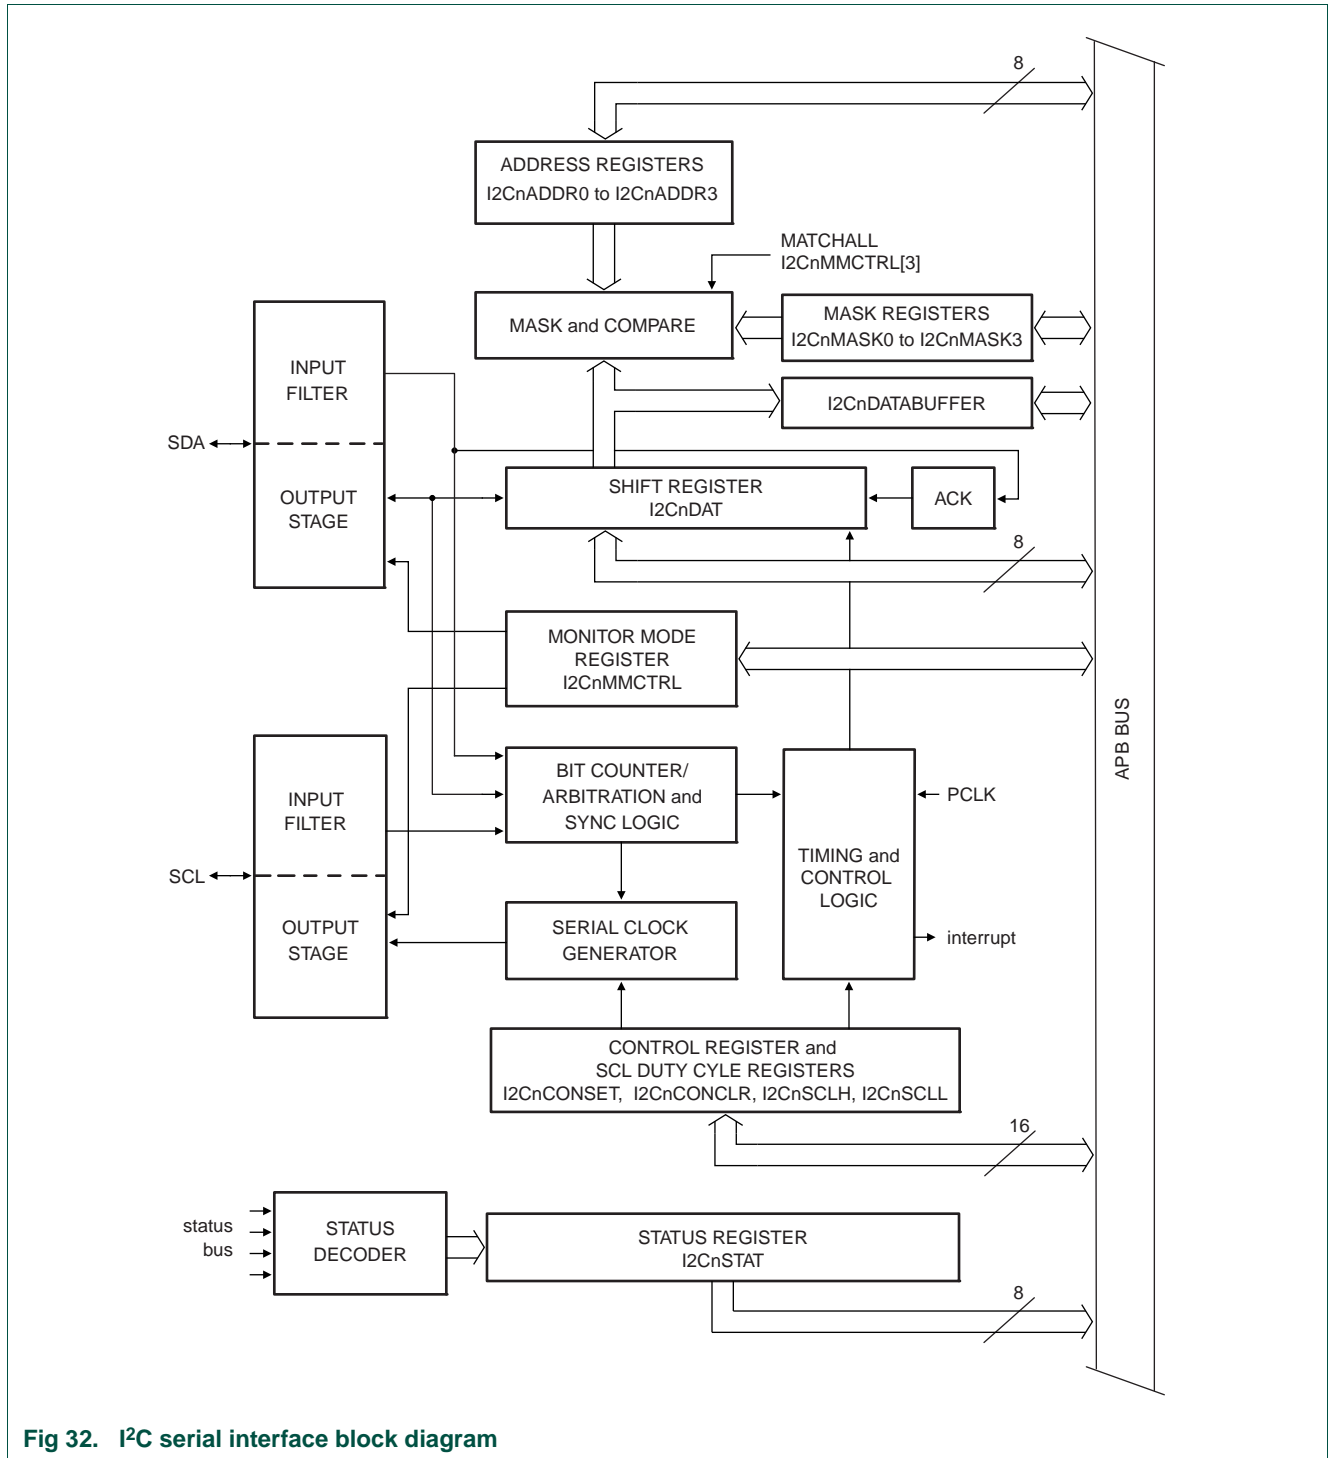 8
ADDRESS REGISTERS
I2CnADDR0 to I2CnADDR3
MATCHALL
I2CnMMCTRL[3]
MASK and COMPARE
MASK REGISTERS
I2CnMASK0 to I2CnMASK3
INPUT
FILTER
I2CnDATABUFFER
SDA
OUTPUT
STAGE
SHIFT REGISTER
I2CnDAT
ACK
8
MONITOR MODE
REGISTER
I2CnMMCTRL
APB BUS
INPUT
FILTER
BIT COUNTER/
ARBITRATION and
SYNC LOGIC
PCLK
TIMING and
CONTROL
LOGIC
SCL
OUTPUT
STAGE
SERIAL CLOCK
GENERATOR
interrupt
CONTROL REGISTER and
SCL DUTY CYLE REGISTERS
I2CnCONSET, I2CnCONCLR, I2CnSCLH, I2CnSCLL
16
status
bus
STATUS
DECODER
STATUS REGISTER
I2CnSTAT
8
Fig 32. I²C serial interface block diagram